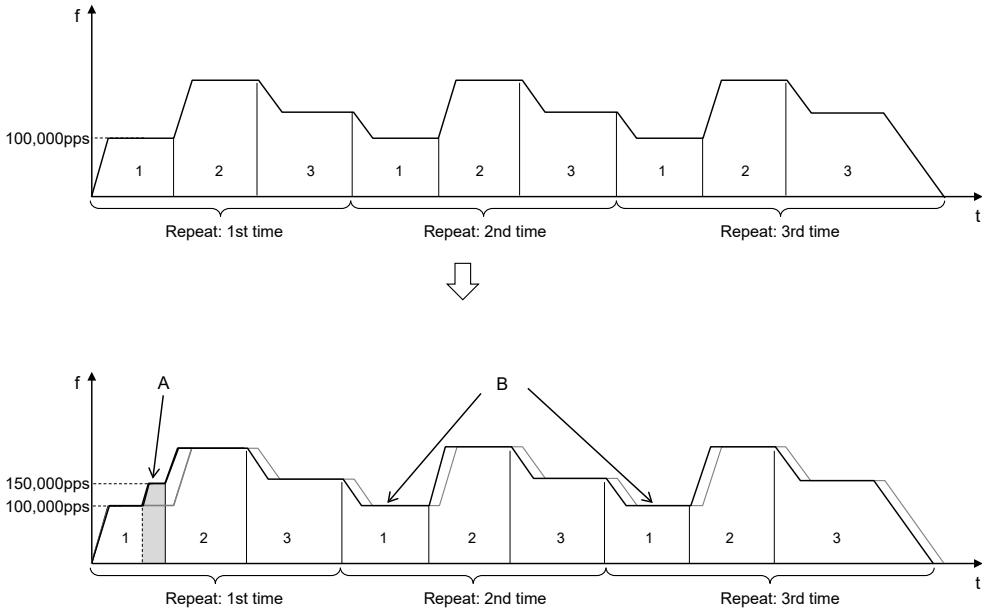 f
100,000pps
1 2 3 1 2 3 1 2 3
t
Repeat: 1st time Repeat: 2nd time Repeat: 3rd time
f
A
B
150,000pps
100,000pps
1 2 3 1 2 3 1 2 3
t
Repeat: 1st time Repeat: 2nd time Repeat: 3rd time